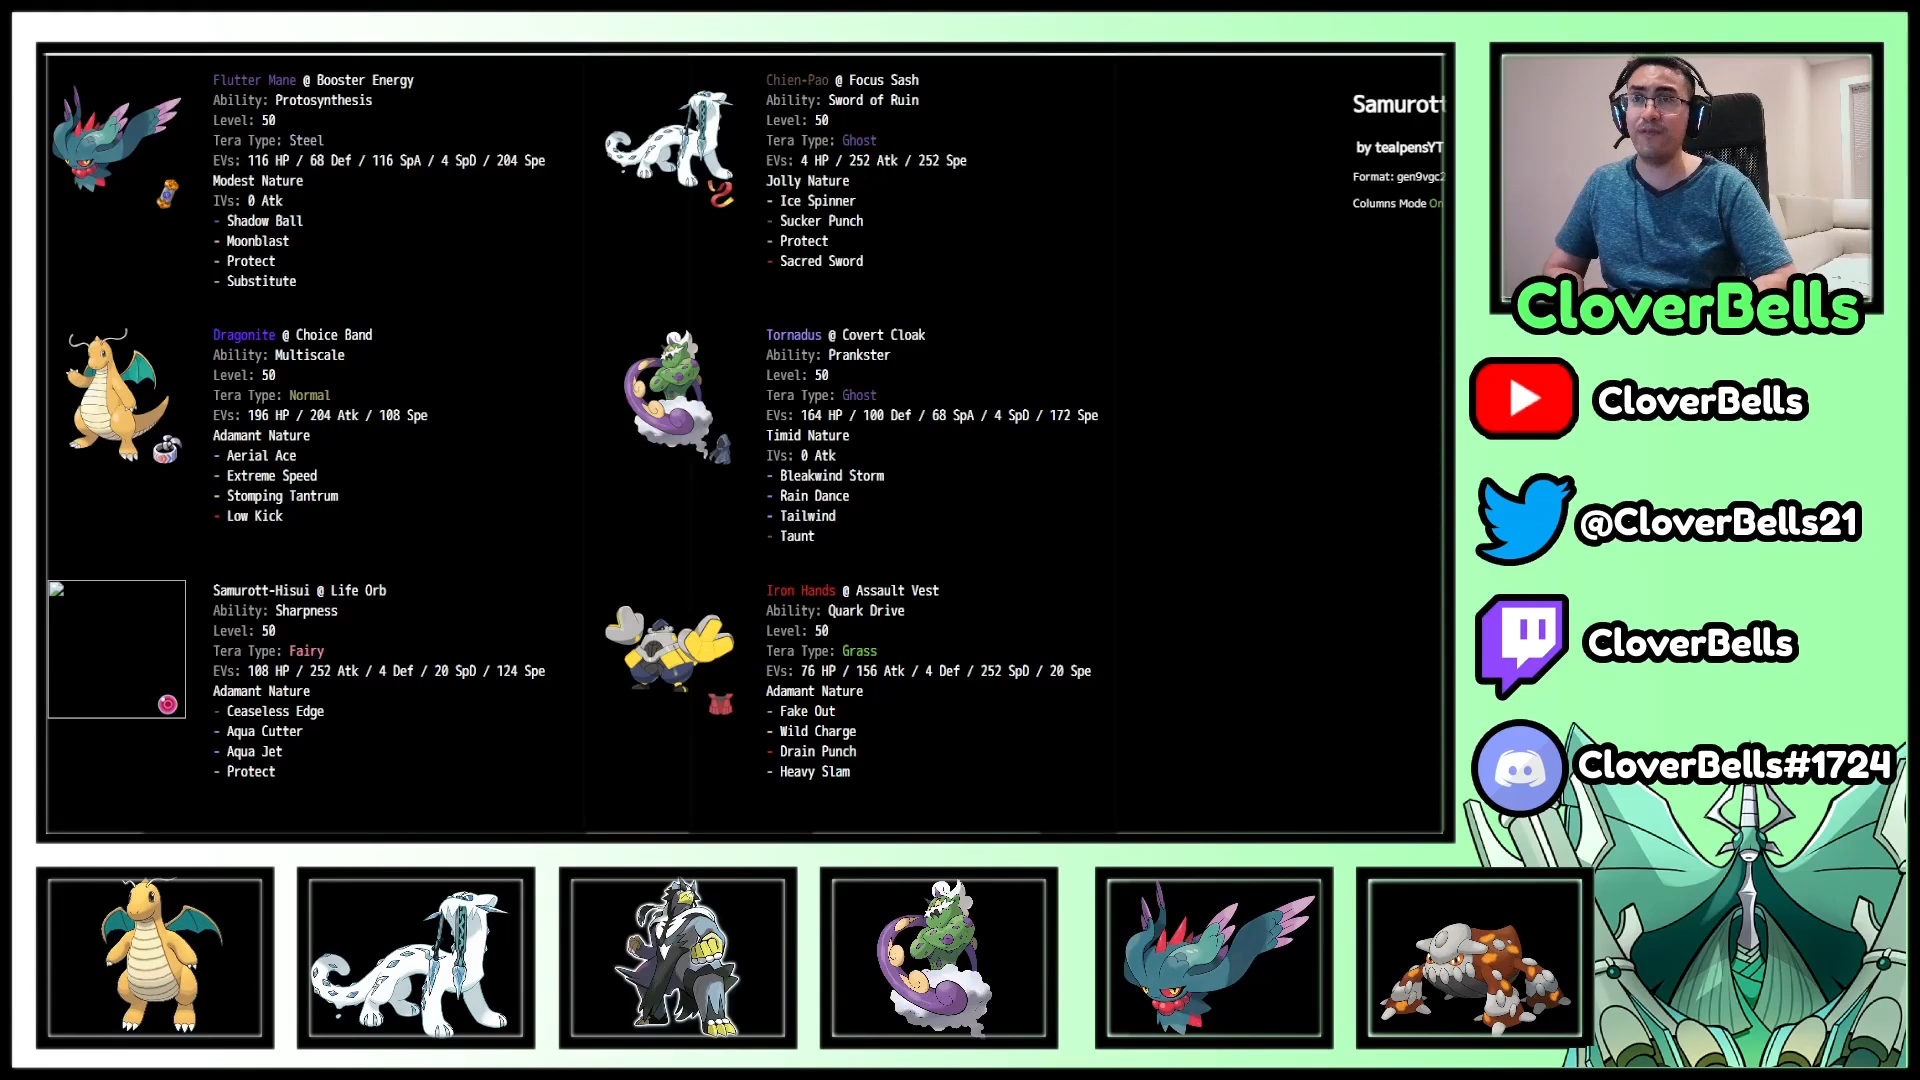 Flutter Mane @ Booster Energy
Ability: Protosynthesis
Level: 50
Tera Type: Steel
EVs: 116 HP / 68 Def / 116 SpA / 4 SpD / 204 Spe
Modest Nature
IVs: 0 Atk
- Shadow Ball
- Moonblast
- Protect
- Substitute
Chien-Pao @ Focus Sash
Ability: Sword of Ruin
Level: 50
Tera Type: Ghost
EVs: 4 HP / 252 Atk / 252 Spe
Jolly Nature
- Ice Spinner
- Sucker Punch
- Protect
- Sacred Sword
Dragonite @ Choice Band
Ability: Multiscale
Level: 50
Tera Type: Normal
EVs: 196 HP / 204 Atk / 108 Spe
Adamant Nature
- Aerial Ace
- Extreme Speed
- Stomping Tantrum
- Low Kick
Tornadus @ Covert Cloak
Ability: Prankster
Level: 50
Tera Type: Ghost
EVs: 164 HP / 100 Def / 68 SpA / 4 SpD / 172 Spe
Timid Nature
IVs: 0 Atk
- Bleakwind Storm
- Rain Dance
- Tailwind
- Taunt
Samurott-Hisui @ Life Orb
Ability: Sharpness
Level: 50
Tera Type: Fairy
EVs: 108 HP / 252 Atk / 4 Def / 20 SpD / 124 Spe
Adamant Nature
- Ceaseless Edge
- Aqua Cutter
- Aqua Jet
- Protect
Iron Hands @ Assault Vest
Ability: Quark Drive
Level: 50
Tera Type: Grass
EVs: 76 HP / 156 Atk / 4 Def / 252 SpD / 20 Spe
Adamant Nature
- Fake Out
- Wild Charge
- Drain Punch
- Heavy Slam
Samurott
by tealpensYT
Format: gen9vgc2
Columns Mode On
CloverBells
CloverBells
@CloverBells21
CloverBells
CloverBells#1724